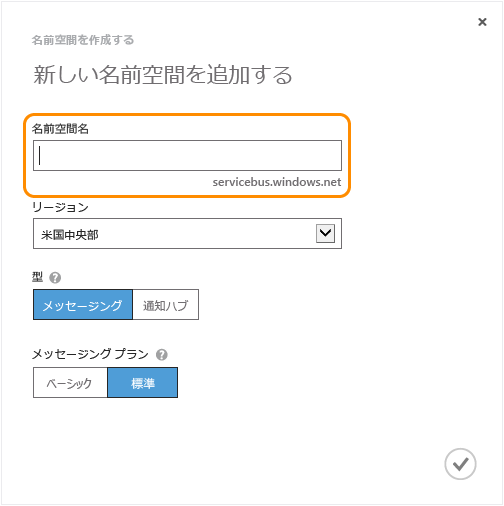 名前空間を作成する
新しい名前空間を追加する
名前空間名
servicebus.windows.net
リージョン
米国中央部
型 ?
メッセージング 通知ハブ
メッセージング プラン ?
ベーシック 標準